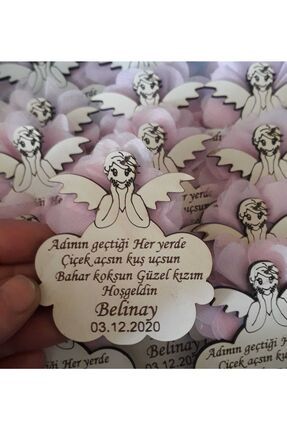 Adının geçtiği Her yerde
Çiçek açsın kuş uçsun
Bahar koksun Güzel kızım
Hoşgeldin
Belinay
03.12.2020